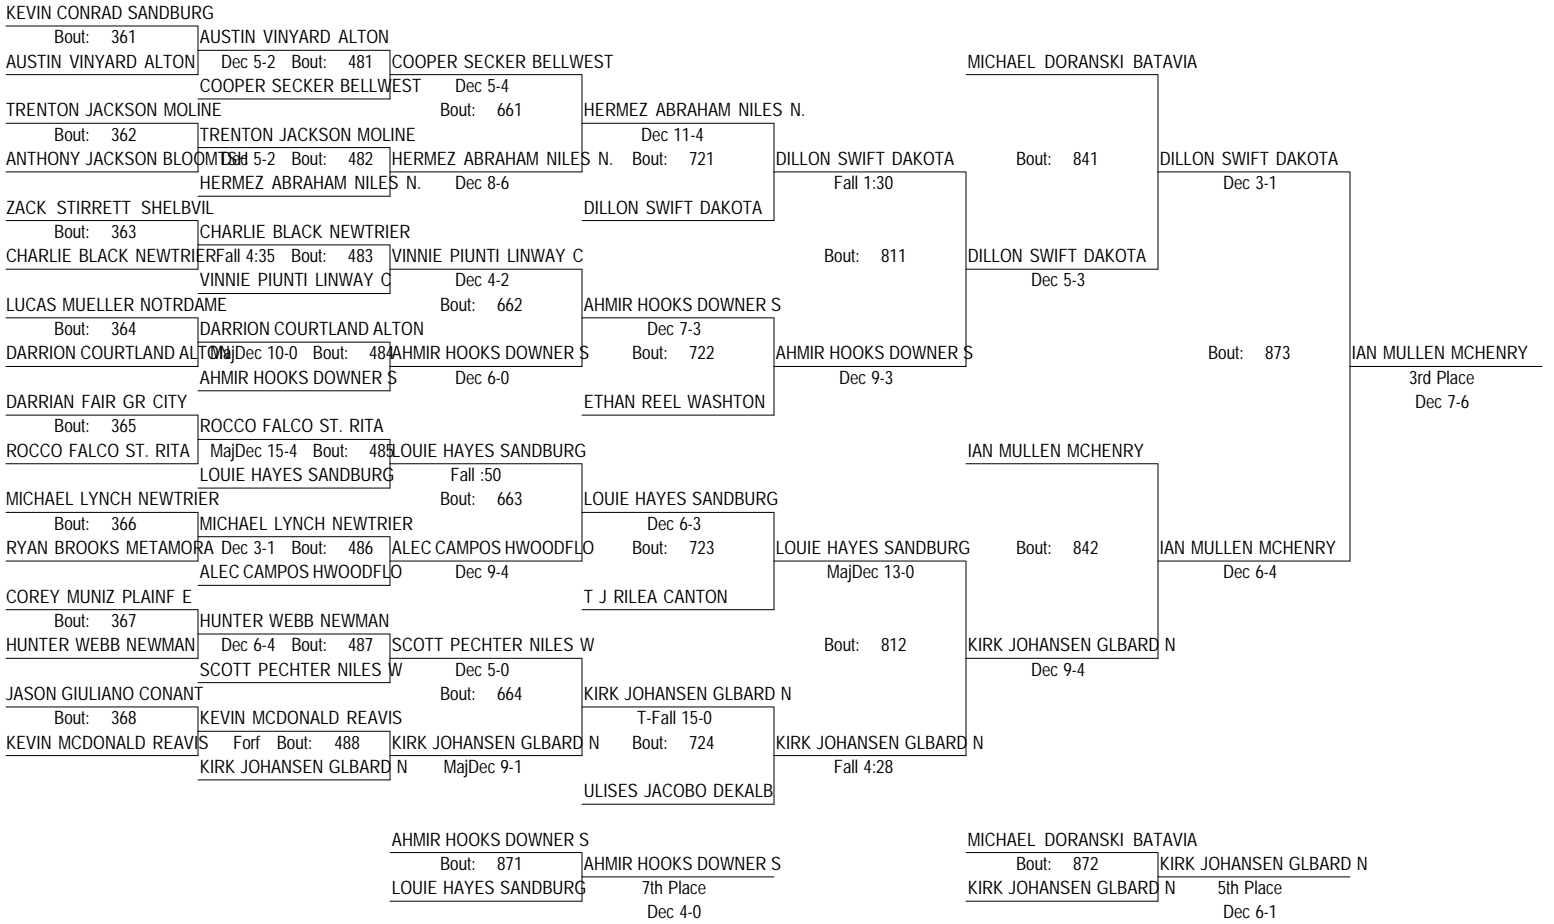 KEVIN CONRAD SANDBURG
Bout: 361 AUSTIN VINYARD ALTON
AUSTIN VINYARD ALTON Dec 5-2 Bout: 481 COOPER SECKER BELLWEST MICHAEL DORANSKI BATAVIA
COOPER SECKER BELLWEST Dec 5-4
TRENTON JACKSON MOLINE Bout: 661 HERMEZ ABRAHAM NILES N.
Bout: 362 TRENTON JACKSON MOLINE Dec 11-4
ANTHONY JACKSON BLOOMTSH Dec 5-2 Bout: 482 HERMEZ ABRAHAM NILES N. Bout: 721 DILLON SWIFT DAKOTA Bout: 841 DILLON SWIFT DAKOTA
HERMEZ ABRAHAM NILES N. Dec 8-6 Fall 1:30 Dec 3-1
ZACK STIRRETT SHELBVIL DILLON SWIFT DAKOTA
Bout: 363 CHARLIE BLACK NEWTRIER
CHARLIE BLACK NEWTRIER Fall 4:35 Bout: 483 VINNIE PIUNTI LINWAY C Bout: 811 DILLON SWIFT DAKOTA
VINNIE PIUNTI LINWAY C Dec 4-2 Dec 5-3
LUCAS MUELLER NOTRDAME Bout: 662 AHMIR HOOKS DOWNER S
Bout: 364 DARRION COURTLAND ALTON Dec 7-3
DARRION COURTLAND ALTON MajDec 10-0 Bout: 484 AHMIR HOOKS DOWNER S Bout: 722 AHMIR HOOKS DOWNER S Bout: 873 IAN MULLEN MCHENRY
AHMIR HOOKS DOWNER S Dec 6-0 Dec 9-3 3rd Place
DARRIAN FAIR GR CITY ETHAN REEL WASHTON Dec 7-6
Bout: 365 ROCCO FALCO ST. RITA
ROCCO FALCO ST. RITA MajDec 15-4 Bout: 485 LOUIE HAYES SANDBURG IAN MULLEN MCHENRY
LOUIE HAYES SANDBURG Fall :50
MICHAEL LYNCH NEWTRIER Bout: 663 LOUIE HAYES SANDBURG
Bout: 366 MICHAEL LYNCH NEWTRIER Dec 6-3
RYAN BROOKS METAMORA Dec 3-1 Bout: 486 ALEC CAMPOS HWOODFLO Bout: 723 LOUIE HAYES SANDBURG Bout: 842 IAN MULLEN MCHENRY
ALEC CAMPOS HWOODFLO Dec 9-4 MajDec 13-0 Dec 6-4
COREY MUNIZ PLAINF E T J RILEA CANTON
Bout: 367 HUNTER WEBB NEWMAN
HUNTER WEBB NEWMAN Dec 6-4 Bout: 487 SCOTT PECHTER NILES W Bout: 812 KIRK JOHANSEN GLBARD N
SCOTT PECHTER NILES W Dec 5-0 Dec 9-4
JASON GIULIANO CONANT Bout: 664 KIRK JOHANSEN GLBARD N
Bout: 368 KEVIN MCDONALD REAVIS T-Fall 15-0
KEVIN MCDONALD REAVIS Forf Bout: 488 KIRK JOHANSEN GLBARD N Bout: 724 KIRK JOHANSEN GLBARD N
KIRK JOHANSEN GLBARD N MajDec 9-1 Fall 4:28
ULISES JACOBO DEKALB
AHMIR HOOKS DOWNER S MICHAEL DORANSKI BATAVIA
Bout: 871 AHMIR HOOKS DOWNER S Bout: 872 KIRK JOHANSEN GLBARD N
LOUIE HAYES SANDBURG 7th Place KIRK JOHANSEN GLBARD N 5th Place
Dec 4-0 Dec 6-1